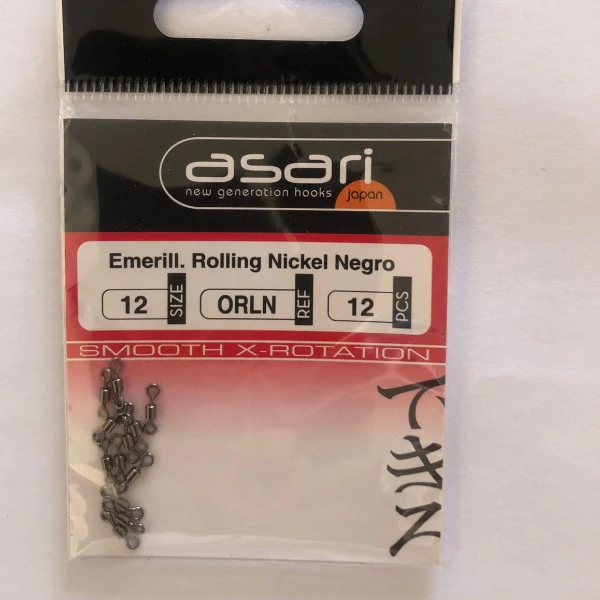 asari
new generation hooks
japan
Emerill. Rolling Nickel Negro
12 SIZE ORLN REF 12 PCS
SMOOTH X-ROTATION